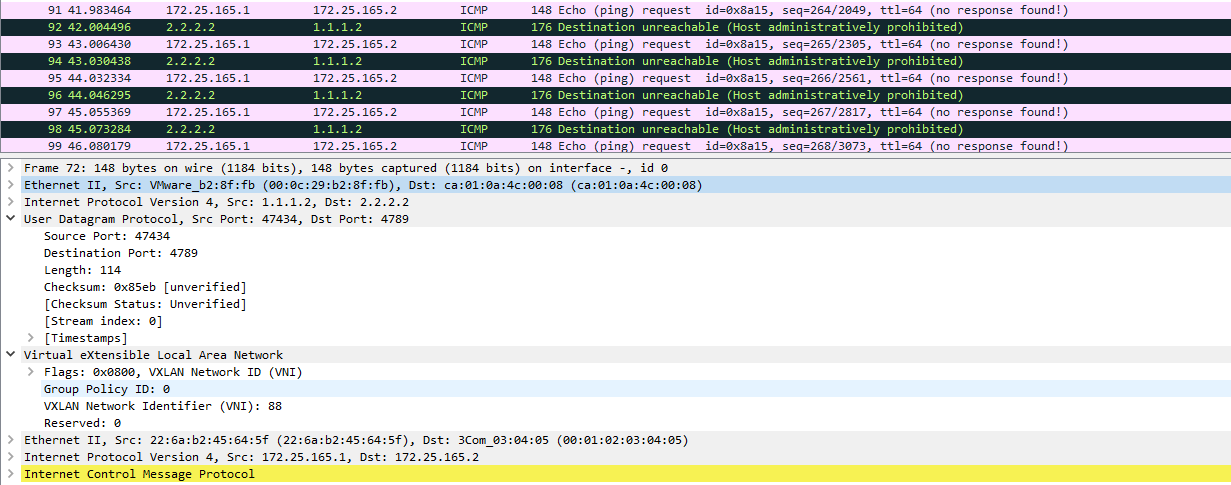 91 41.983464 172.25.165.1 172.25.165.2 ICMP 148 Echo (ping) request id=0x8a15, seq=264/2049, ttl=64 (no response found!)
92 42.004496 2.2.2.2 1.1.1.2 ICMP 176 Destination unreachable (Host administratively prohibited)
93 43.006430 172.25.165.1 172.25.165.2 ICMP 148 Echo (ping) request id=0x8a15, seq=265/2305, ttl=64 (no response found!)
94 43.030438 2.2.2.2 1.1.1.2 ICMP 176 Destination unreachable (Host administratively prohibited)
95 44.032334 172.25.165.1 172.25.165.2 ICMP 148 Echo (ping) request id=0x8a15, seq=266/2561, ttl=64 (no response found!)
96 44.046295 2.2.2.2 1.1.1.2 ICMP 176 Destination unreachable (Host administratively prohibited)
97 45.055369 172.25.165.1 172.25.165.2 ICMP 148 Echo (ping) request id=0x8a15, seq=267/2817, ttl=64 (no response found!)
98 45.073284 2.2.2.2 1.1.1.2 ICMP 176 Destination unreachable (Host administratively prohibited)
99 46.080179 172.25.165.1 172.25.165.2 ICMP 148 Echo (ping) request id=0x8a15, seq=268/3073, ttl=64 (no response found!)
Frame 72: 148 bytes on wire (1184 bits), 148 bytes captured (1184 bits) on interface -, id 0
Ethernet II, Src: VMware_b2:8f:fb (00:0c:29:b2:8f:fb), Dst: ca:01:0a:4c:00:08 (ca:01:0a:4c:00:08)
Internet Protocol Version 4, Src: 1.1.1.2, Dst: 2.2.2.2
User Datagram Protocol, Src Port: 47434, Dst Port: 4789
Source Port: 47434
Destination Port: 4789
Length: 114
Checksum: 0x85eb [unverified]
[Checksum Status: Unverified]
[Stream index: 0]
[Timestamps]
Virtual eXtensible Local Area Network
Flags: 0x0800, VXLAN Network ID (VNI)
Group Policy ID: 0
VXLAN Network Identifier (VNI): 88
Reserved: 0
Ethernet II, Src: 22:6a:b2:45:64:5f (22:6a:b2:45:64:5f), Dst: 3Com_03:04:05 (00:01:02:03:04:05)
Internet Protocol Version 4, Src: 172.25.165.1, Dst: 172.25.165.2
Internet Control Message Protocol